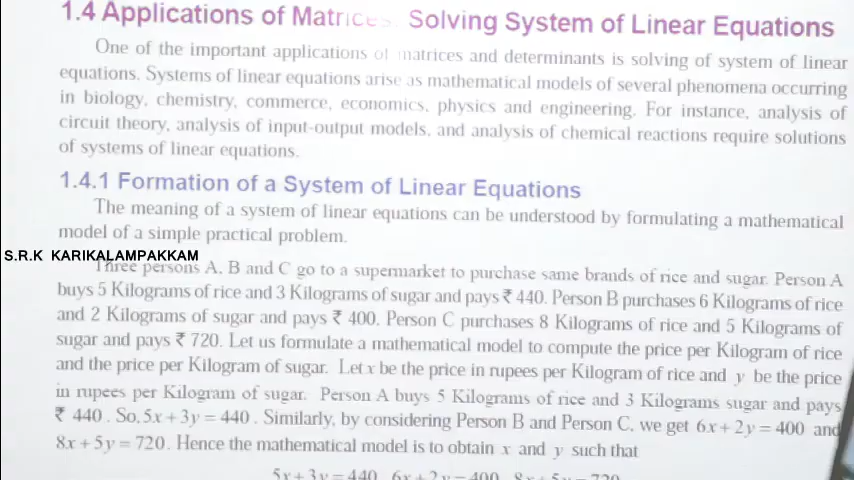 1.4 Applications of Matrices: Solving System of Linear Equations
One of the important applications of matrices and determinants is solving of system of linear
equations. Systems of linear equations arise as mathematical models of several phenomena occurring
in biology, chemistry, commerce, economics, physics and engineering. For instance, analysis of
circuit theory, analysis of input-output models, and analysis of chemical reactions require solutions
of systems of linear equations.
1.4.1 Formation of a System of Linear Equations
The meaning of a system of linear equations can be understood by formulating a mathematical
model of a simple practical problem.
S.R.K KARIKALAMPAKKAM
Three persons A, B and C go to a supermarket to purchase same brands of rice and sugar. Person A
buys 5 Kilograms of rice and 3 Kilograms of sugar and pays ₹ 440. Person B purchases 6 Kilograms of rice
and 2 Kilograms of sugar and pays ₹ 400. Person C purchases 8 Kilograms of rice and 5 Kilograms of
sugar and pays ₹ 720. Let us formulate a mathematical model to compute the price per Kilogram of rice
and the price per Kilogram of sugar. Let x be the price in rupees per Kilogram of rice and y be the price
in rupees per Kilogram of sugar. Person A buys 5 Kilograms of rice and 3 Kilograms sugar and pays
₹ 440 . So, 5x + 3y = 440 . Similarly, by considering Person B and Person C, we get 6x + 2y = 400 and
8x + 5y = 720. Hence the mathematical model is to obtain x and y such that
5x + 3y = 440, 6x + 2y = 400, 8x + 5y = 720